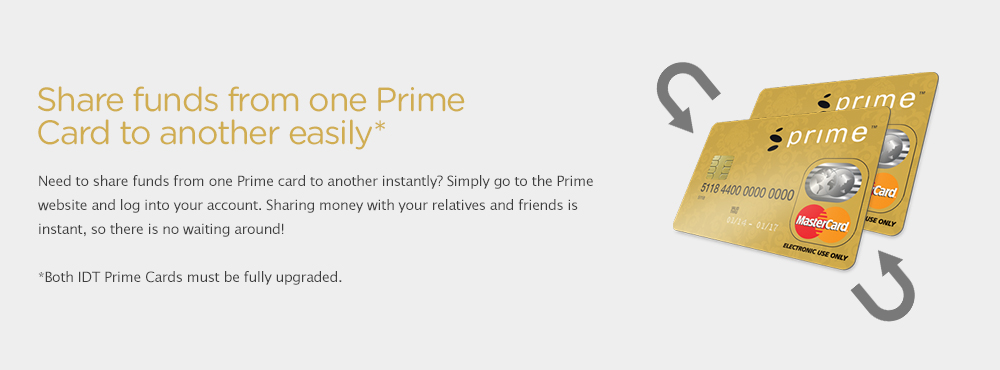 Share funds from one Prime
Card to another easily*
Need to share funds from one Prime card to another instantly? Simply go to the Prime
website and log into your account. Sharing money with your relatives and friends is
instant, so there is no waiting around!
*Both IDT Prime Cards must be fully upgraded.
prime™
prime™
5118 4400 0000 0000
01/14 – 01/17
MasterCard
ELECTRONIC USE ONLY
Card
USE ONLY